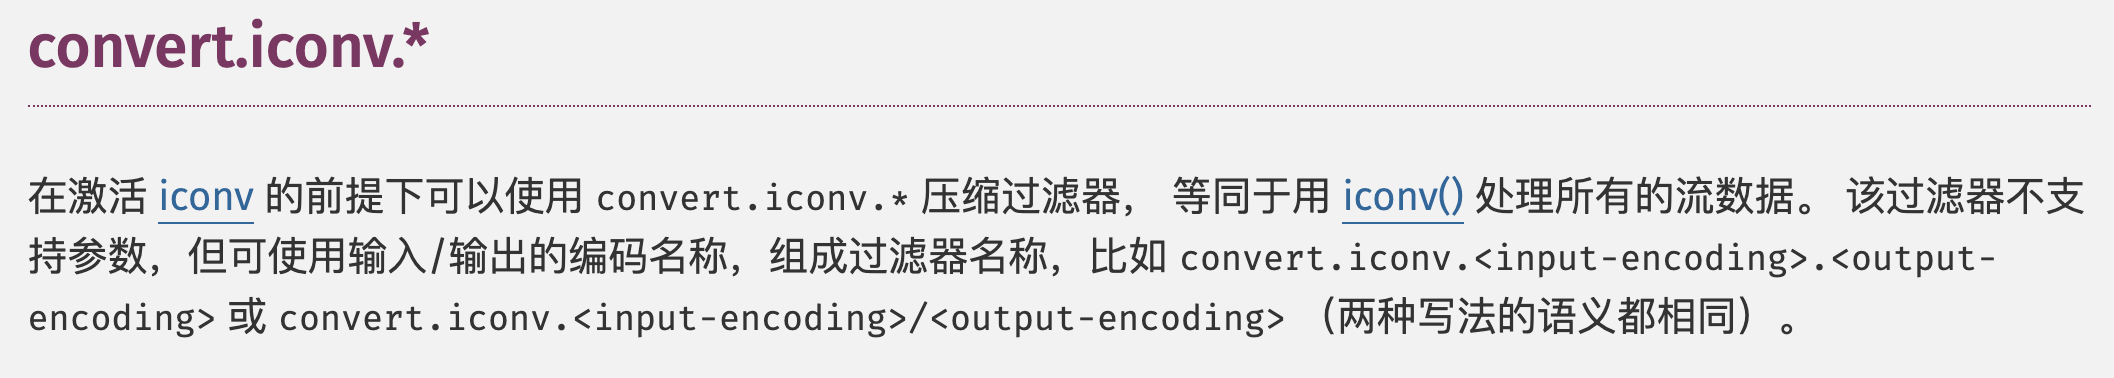 convert.iconv.*
在激活 iconv 的前提下可以使用 convert.iconv.* 压缩过滤器， 等同于用 iconv() 处理所有的流数据。 该过滤器不支
持参数，但可使用输入/输出的编码名称，组成过滤器名称，比如 convert.iconv.<input-encoding>.<output-
encoding> 或 convert.iconv.<input-encoding>/<output-encoding> （两种写法的语义都相同）。